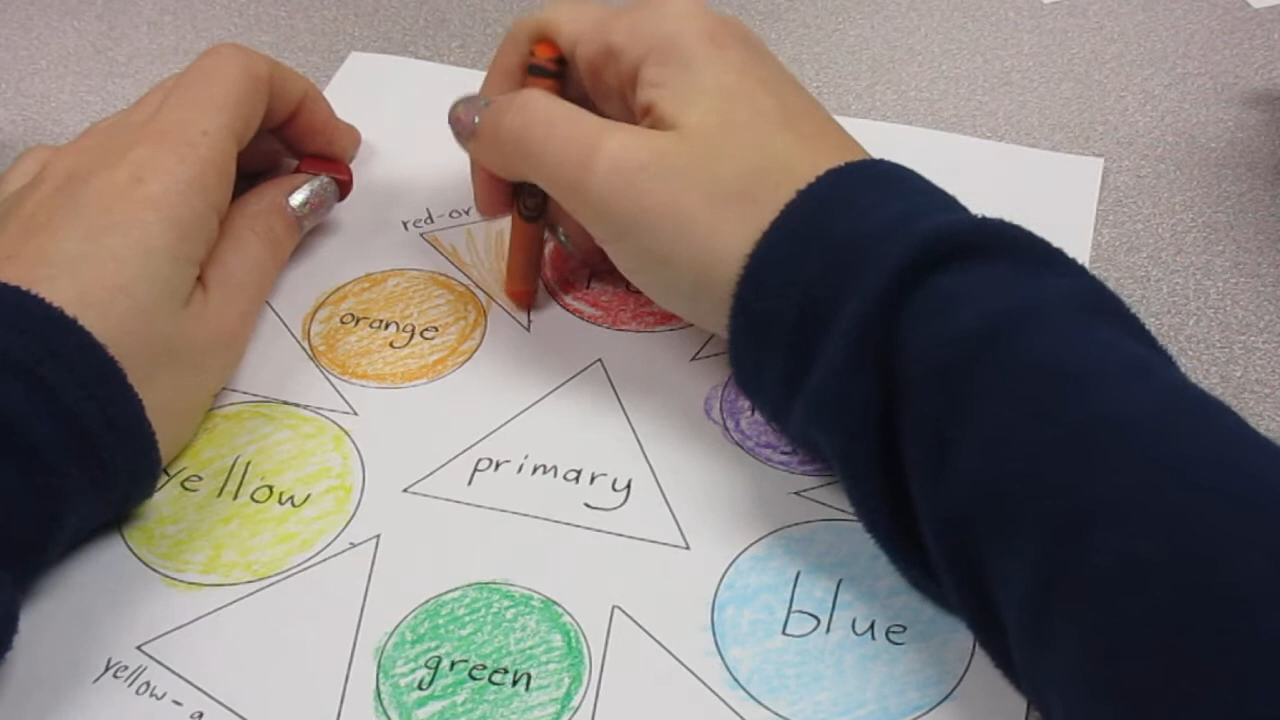 red-or
orange
yellow
primary
blue
green
yellow-g